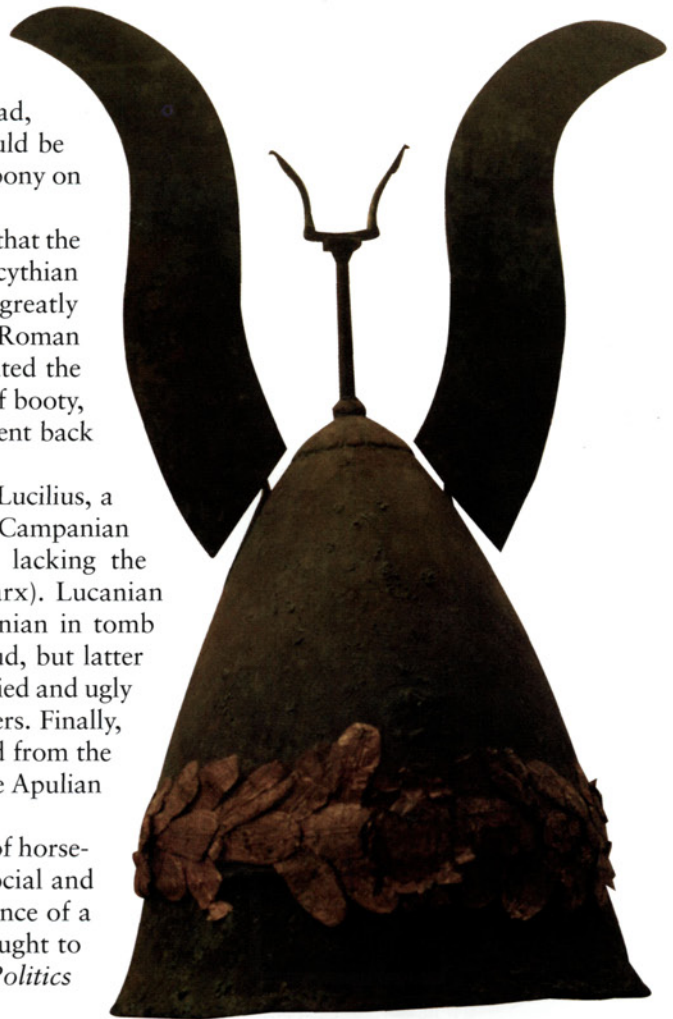 ad,
uld be
pony on
that the
cythian
greatly
Roman
ted the
f booty,
ent back
Lucilius, a
Campanian
lacking the
arx). Lucanian
nian in tomb
ud, but latter
ied and ugly
ers. Finally,
d from the
e Apulian
of horse-
ocial and
nce of a
ught to
Politics